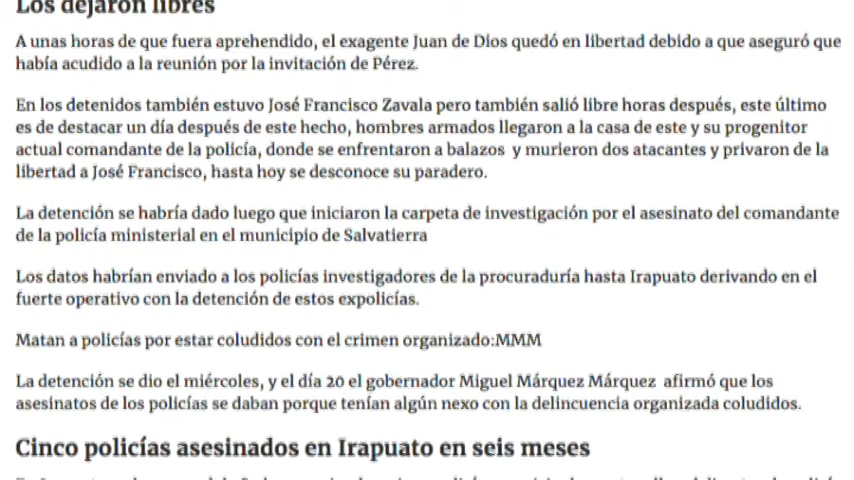 Los dejaron libres
A unas horas de que fuera aprehendido, el exagente Juan de Dios quedó en libertad debido a que aseguró que
había acudido a la reunión por la invitación de Pérez.
En los detenidos también estuvo José Francisco Zavala pero también salió libre horas después, este último
es de destacar un día después de este hecho, hombres armados llegaron a la casa de este y su progenitor
actual comandante de la policía, donde se enfrentaron a balazos y murieron dos atacantes y privaron de la
libertad a José Francisco, hasta hoy se desconoce su paradero.
La detención se habría dado luego que iniciaron la carpeta de investigación por el asesinato del comandante
de la policía ministerial en el municipio de Salvatierra
Los datos habrían enviado a los policías investigadores de la procuraduría hasta Irapuato derivando en el
fuerte operativo con la detención de estos expolicías.
Matan a policías por estar coludidos con el crimen organizado:MMM
La detención se dio el miércoles, y el día 20 el gobernador Miguel Márquez Márquez afirmó que los
asesinatos de los policías se daban porque tenían algún nexo con la delincuencia organizada coludidos.
Cinco policías asesinados en Irapuato en seis meses